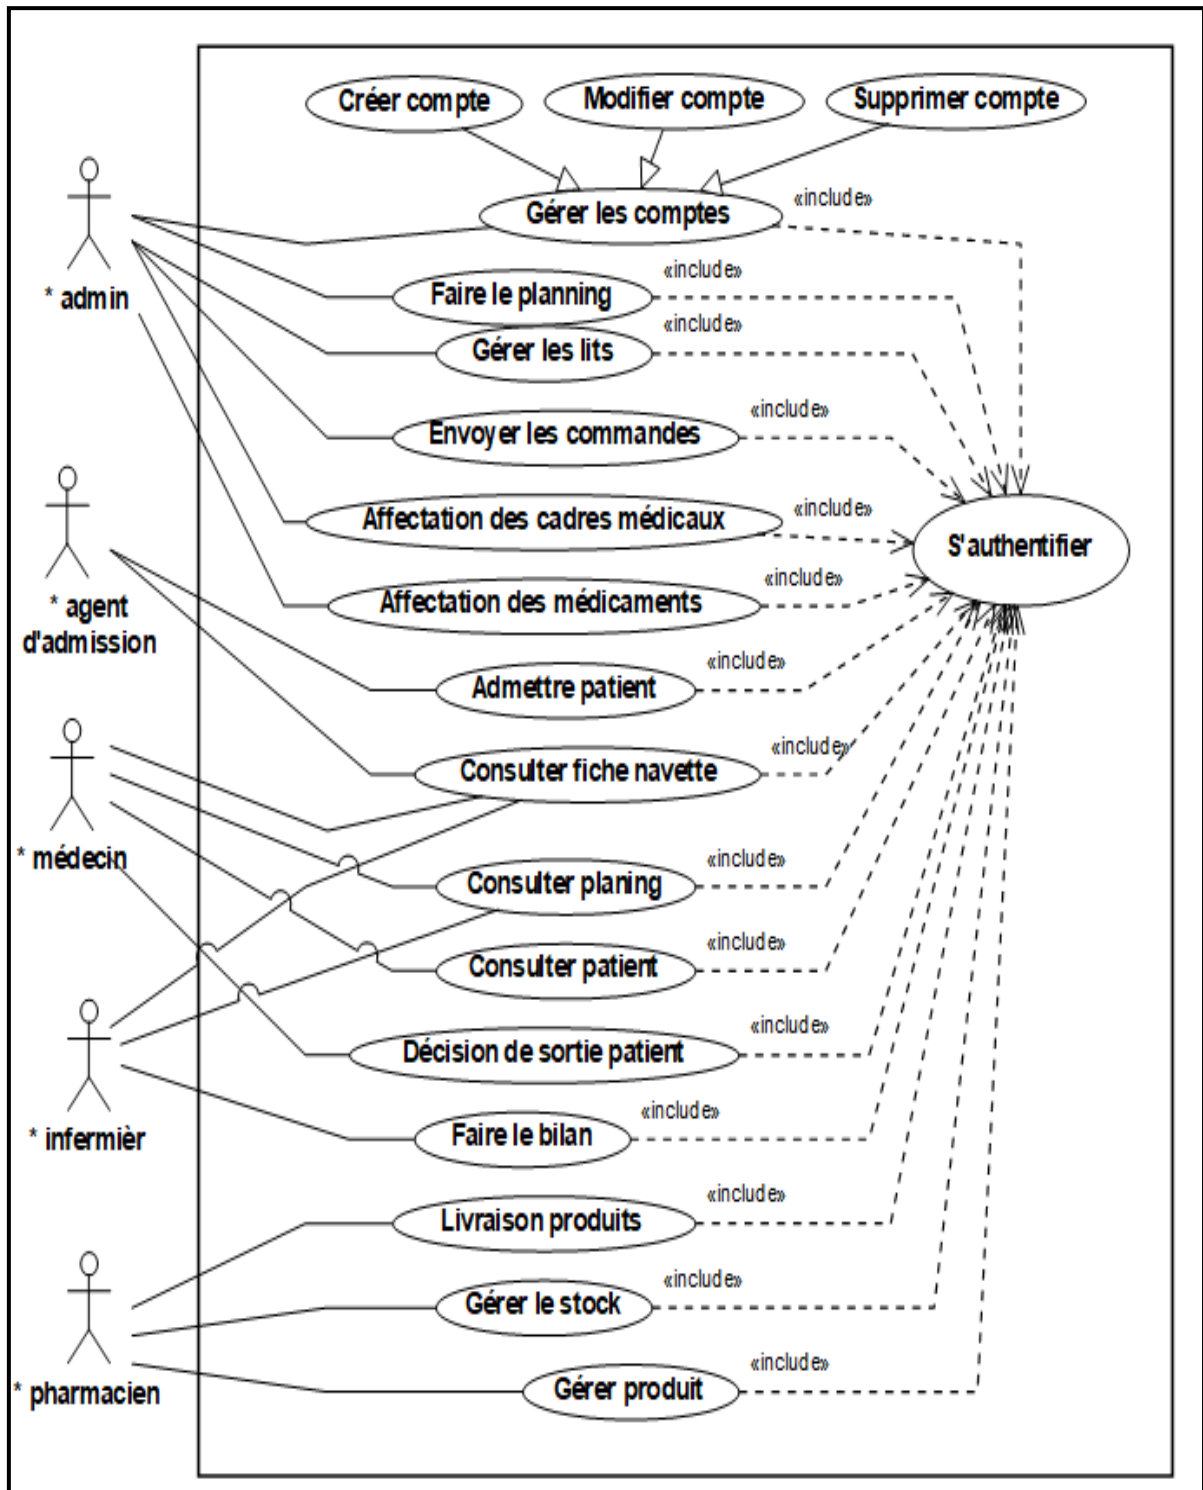 Créer compte
Modifier compte
Supprimer compte
«include»
Gérer les comptes
«include»
* admin
Faire le planning
«include»
Gérer les lits
«include»
Envoyer les commandes
«include»
Affectation des cadres médicaux
S'authentifier
«include»
* agent
d'admission
Affectation des médicaments
«include»
Admettre patient
«include»
Consulter fiche navette
* médecin
«include»
Consulter planing
«include»
Consulter patient
«include»
Décision de sortie patient
«include»
* infermièr
Faire le bilan
«include»
Livraison produits
«include»
Gérer le stock
«include»
* pharmacien
Gérer produit